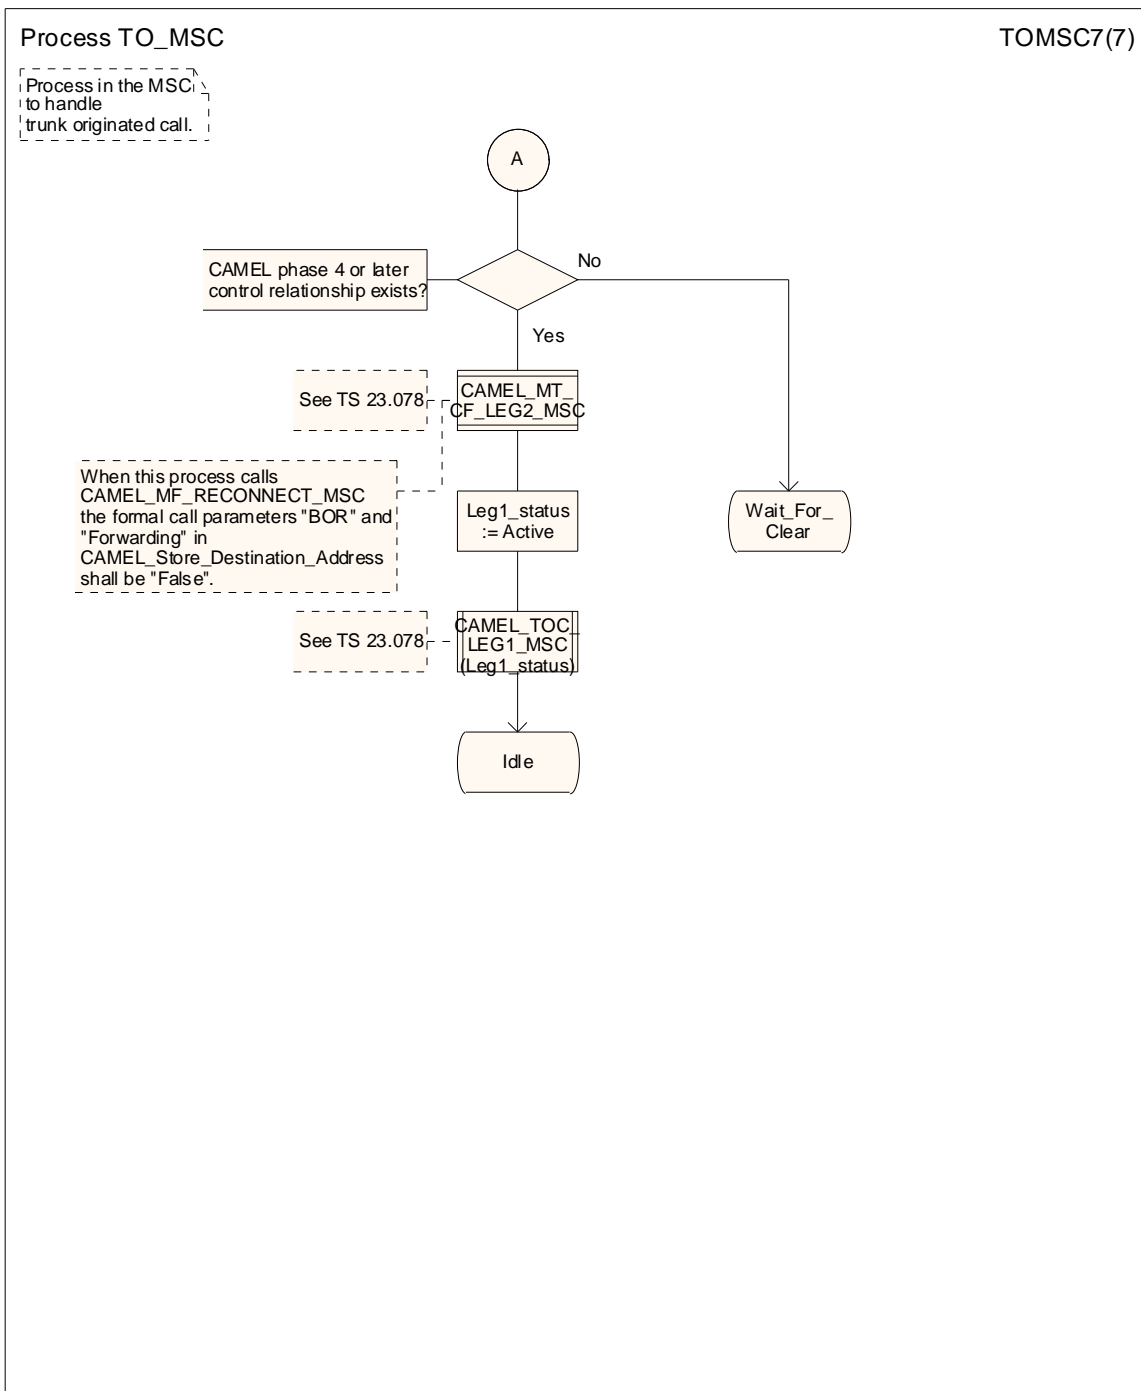 Process TO_MSC
TOMSC7(7)
Process in the MSC
to handle
trunk originated call.
A
CAMEL phase 4 or later
control relationship exists?
No
Yes
See TS 23.078
CAMEL_MT_
CF_LEG2_MSC
When this process calls
CAMEL_MF_RECONNECT_MSC
the formal call parameters "BOR" and
"Forwarding" in
CAMEL_Store_Destination_Address
shall be "False".
Leg1_status
:= Active
Wait_For_
Clear
See TS 23.078
CAMEL_TOC_
LEG1_MSC
(Leg1_status)
Idle